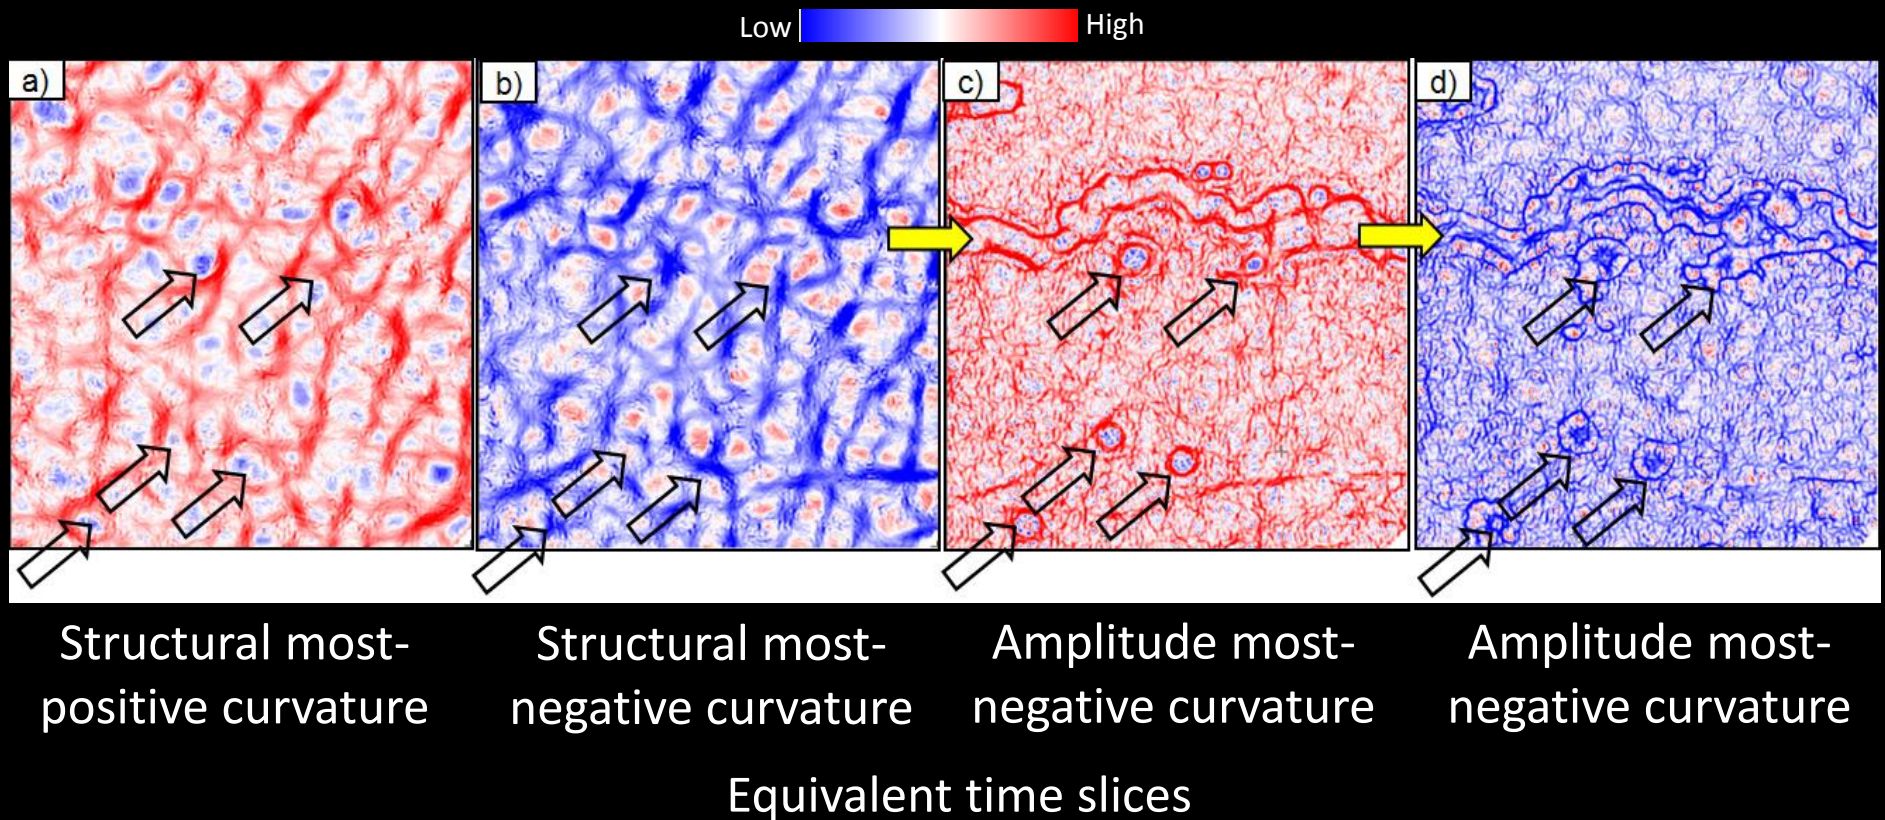 Low High
a) b) c) d)
Structural most-
positive curvature
Structural most-
negative curvature
Amplitude most-
negative curvature
Amplitude most-
negative curvature
Equivalent time slices